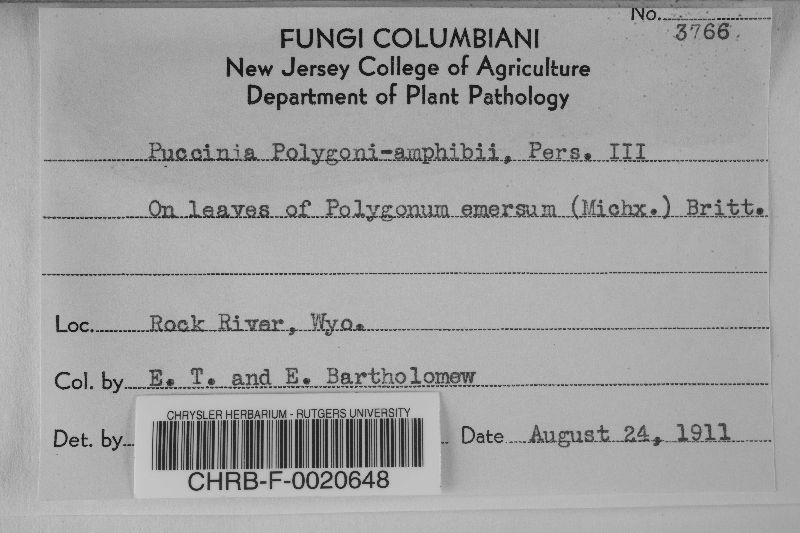 No. 3766.
FUNGI COLUMBIANI
New Jersey College of Agriculture
Department of Plant Pathology
Puccinia Polygoni-amphibii, Pers. III
On leaves of Polygonum emersum (Michx.) Britt.
Loc. Rock River, Wyo.
Col. by E. T. and E. Bartholomew
Det. by Date August 24, 1911
CHRYSLER HERBARIUM - RUTGERS UNIVERSITY
CHRB-F-0020648